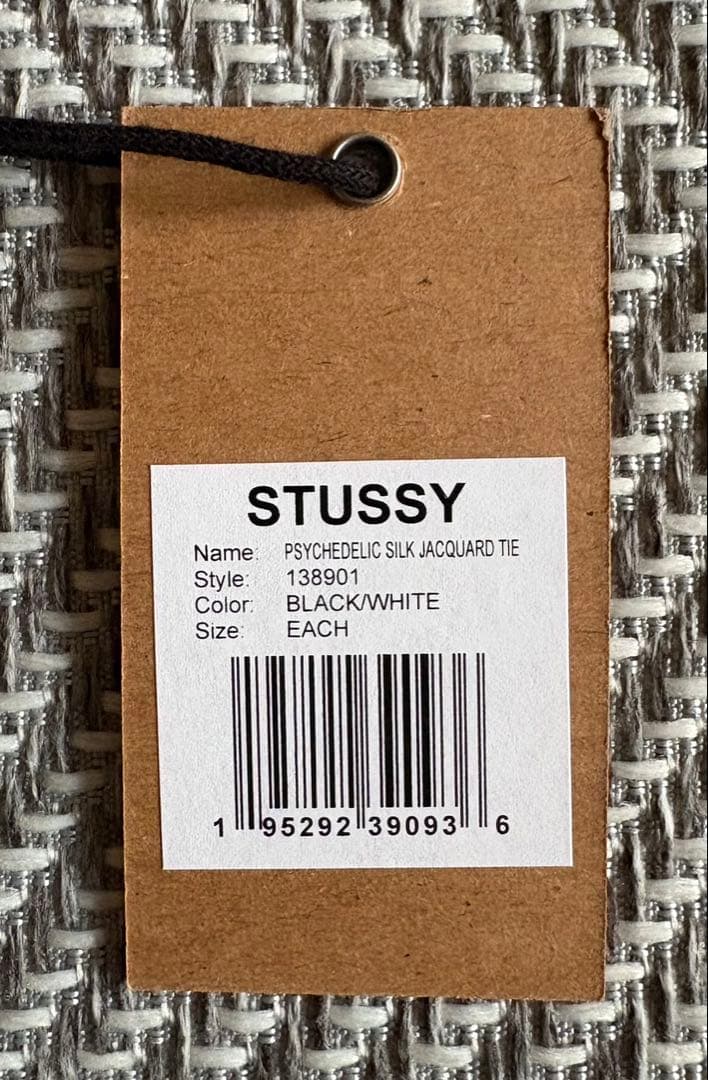 STUSSY
Name: PSYCHEDELIC SILK JACQUARD TIE
Style: 138901
Color: BLACK/WHITE
Size: EACH
1 95292 39093 6